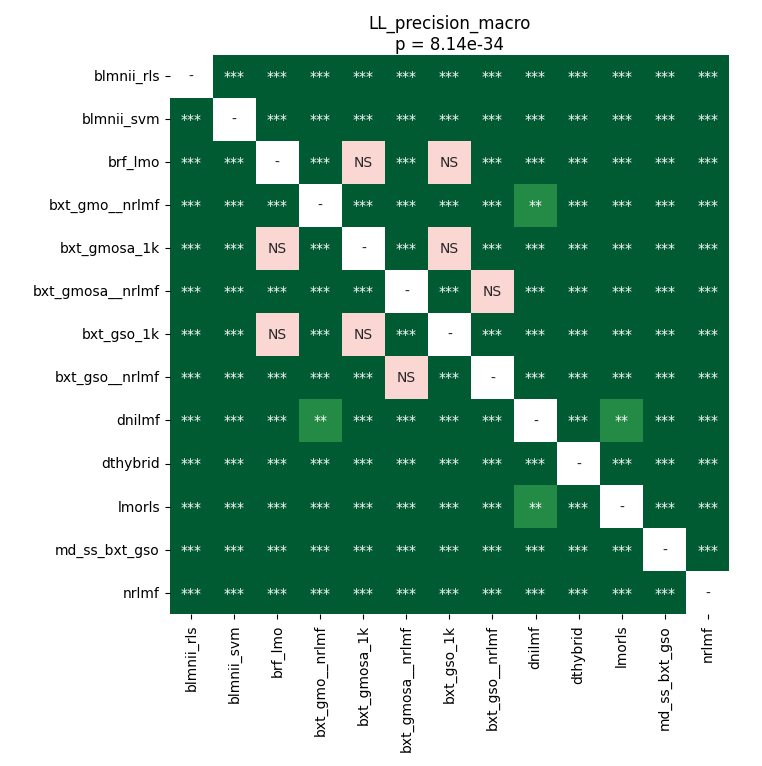 LL_precision_macro
p = 8.14e-34
blmnii_rls - *** *** *** *** *** *** *** *** *** *** *** ***
blmnii_svm *** - *** *** *** *** *** *** *** *** *** *** ***
brf_lmo *** *** - *** NS *** NS *** *** *** *** *** ***
bxt_gmo__nrlmf *** *** *** - *** *** *** *** ** *** *** *** ***
bxt_gmosa_1k *** *** NS *** - *** NS *** *** *** *** *** ***
bxt_gmosa__nrlmf *** *** *** *** *** - *** NS *** *** *** *** ***
bxt_gso_1k *** *** NS *** NS *** - *** *** *** *** *** ***
bxt_gso__nrlmf *** *** *** *** *** NS *** - *** *** *** *** ***
dnilmf *** *** *** ** *** *** *** *** - *** ** *** ***
dthybrid *** *** *** *** *** *** *** *** *** - *** *** ***
lmorls *** *** *** *** *** *** *** *** ** *** - *** ***
md_ss_bxt_gso *** *** *** *** *** *** *** *** *** *** *** - ***
nrlmf *** *** *** *** *** *** *** *** *** *** *** *** -
blmnii_rls
blmnii_svm
brf_lmo
bxt_gmo__nrlmf
bxt_gmosa_1k
bxt_gmosa__nrlmf
bxt_gso_1k
bxt_gso__nrlmf
dnilmf
dthybrid
lmorls
md_ss_bxt_gso
nrlmf